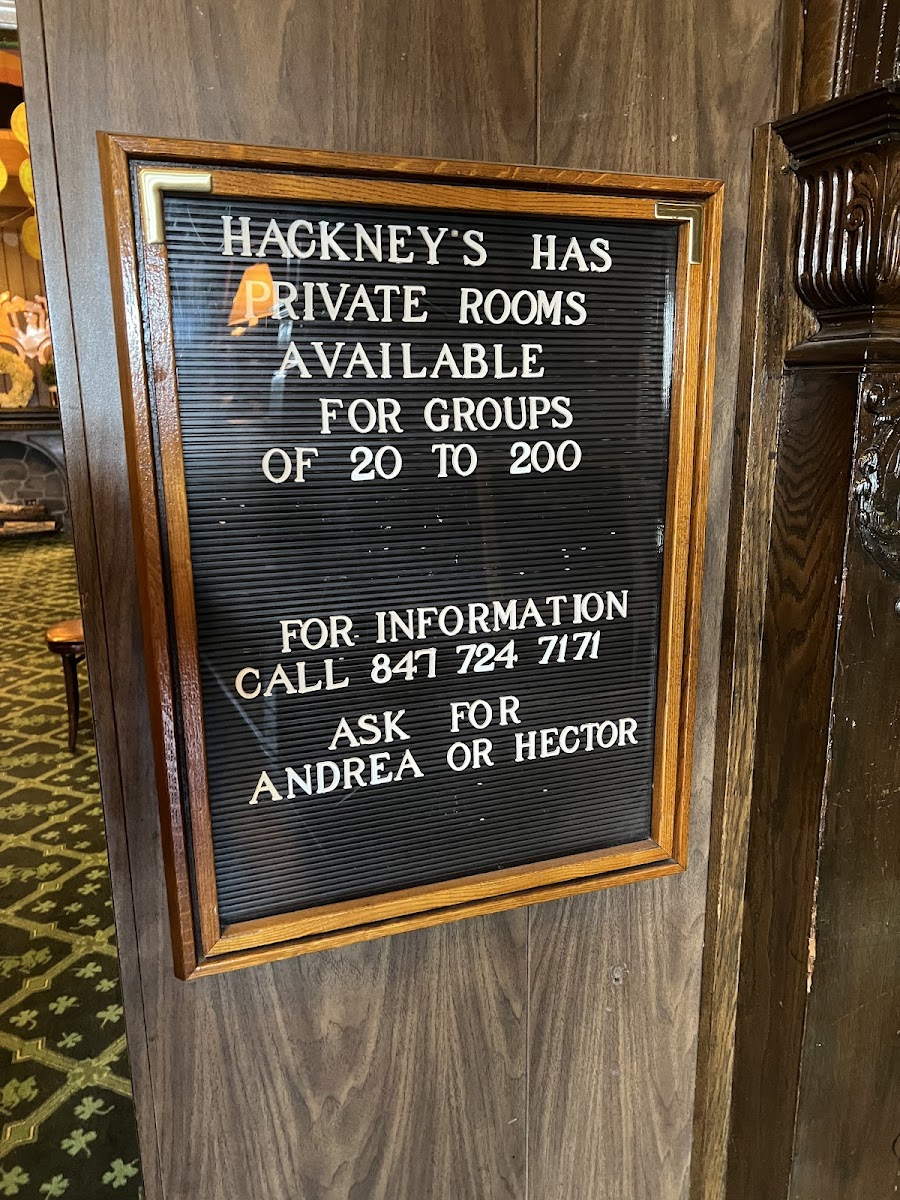 HACKNEY'S HAS
PRIVATE ROOMS
AVAILABLE
FOR GROUPS
OF 20 TO 200
FOR INFORMATION
CALL 847 724 7171
ASK FOR
ANDREA OR HECTOR